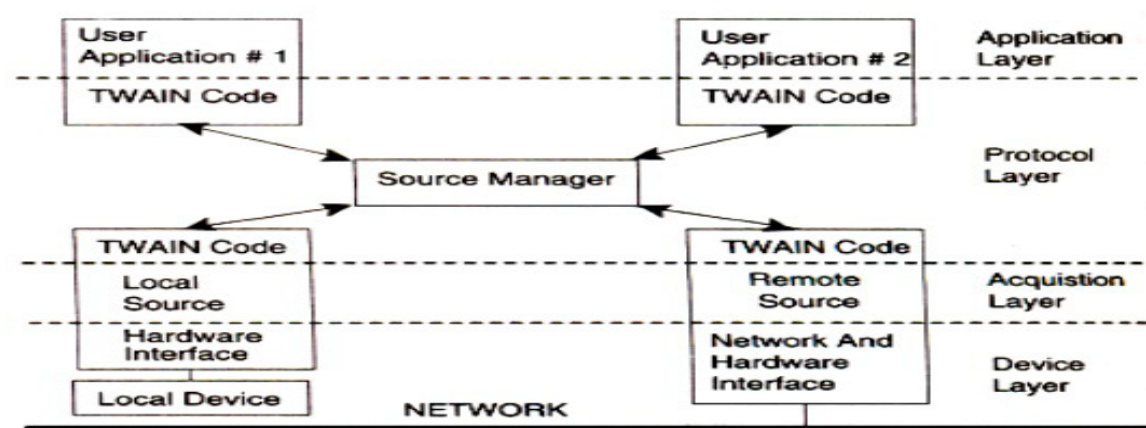 User
Application # 1
User
Application # 2
Application
Layer
TWAIN Code
TWAIN Code
Source Manager
Protocol
Layer
TWAIN Code
TWAIN Code
Local
Source
Remote
Source
Acquistion
Layer
Hardware
Interface
Network And
Hardware
Interface
Device
Layer
Local Device
NETWORK